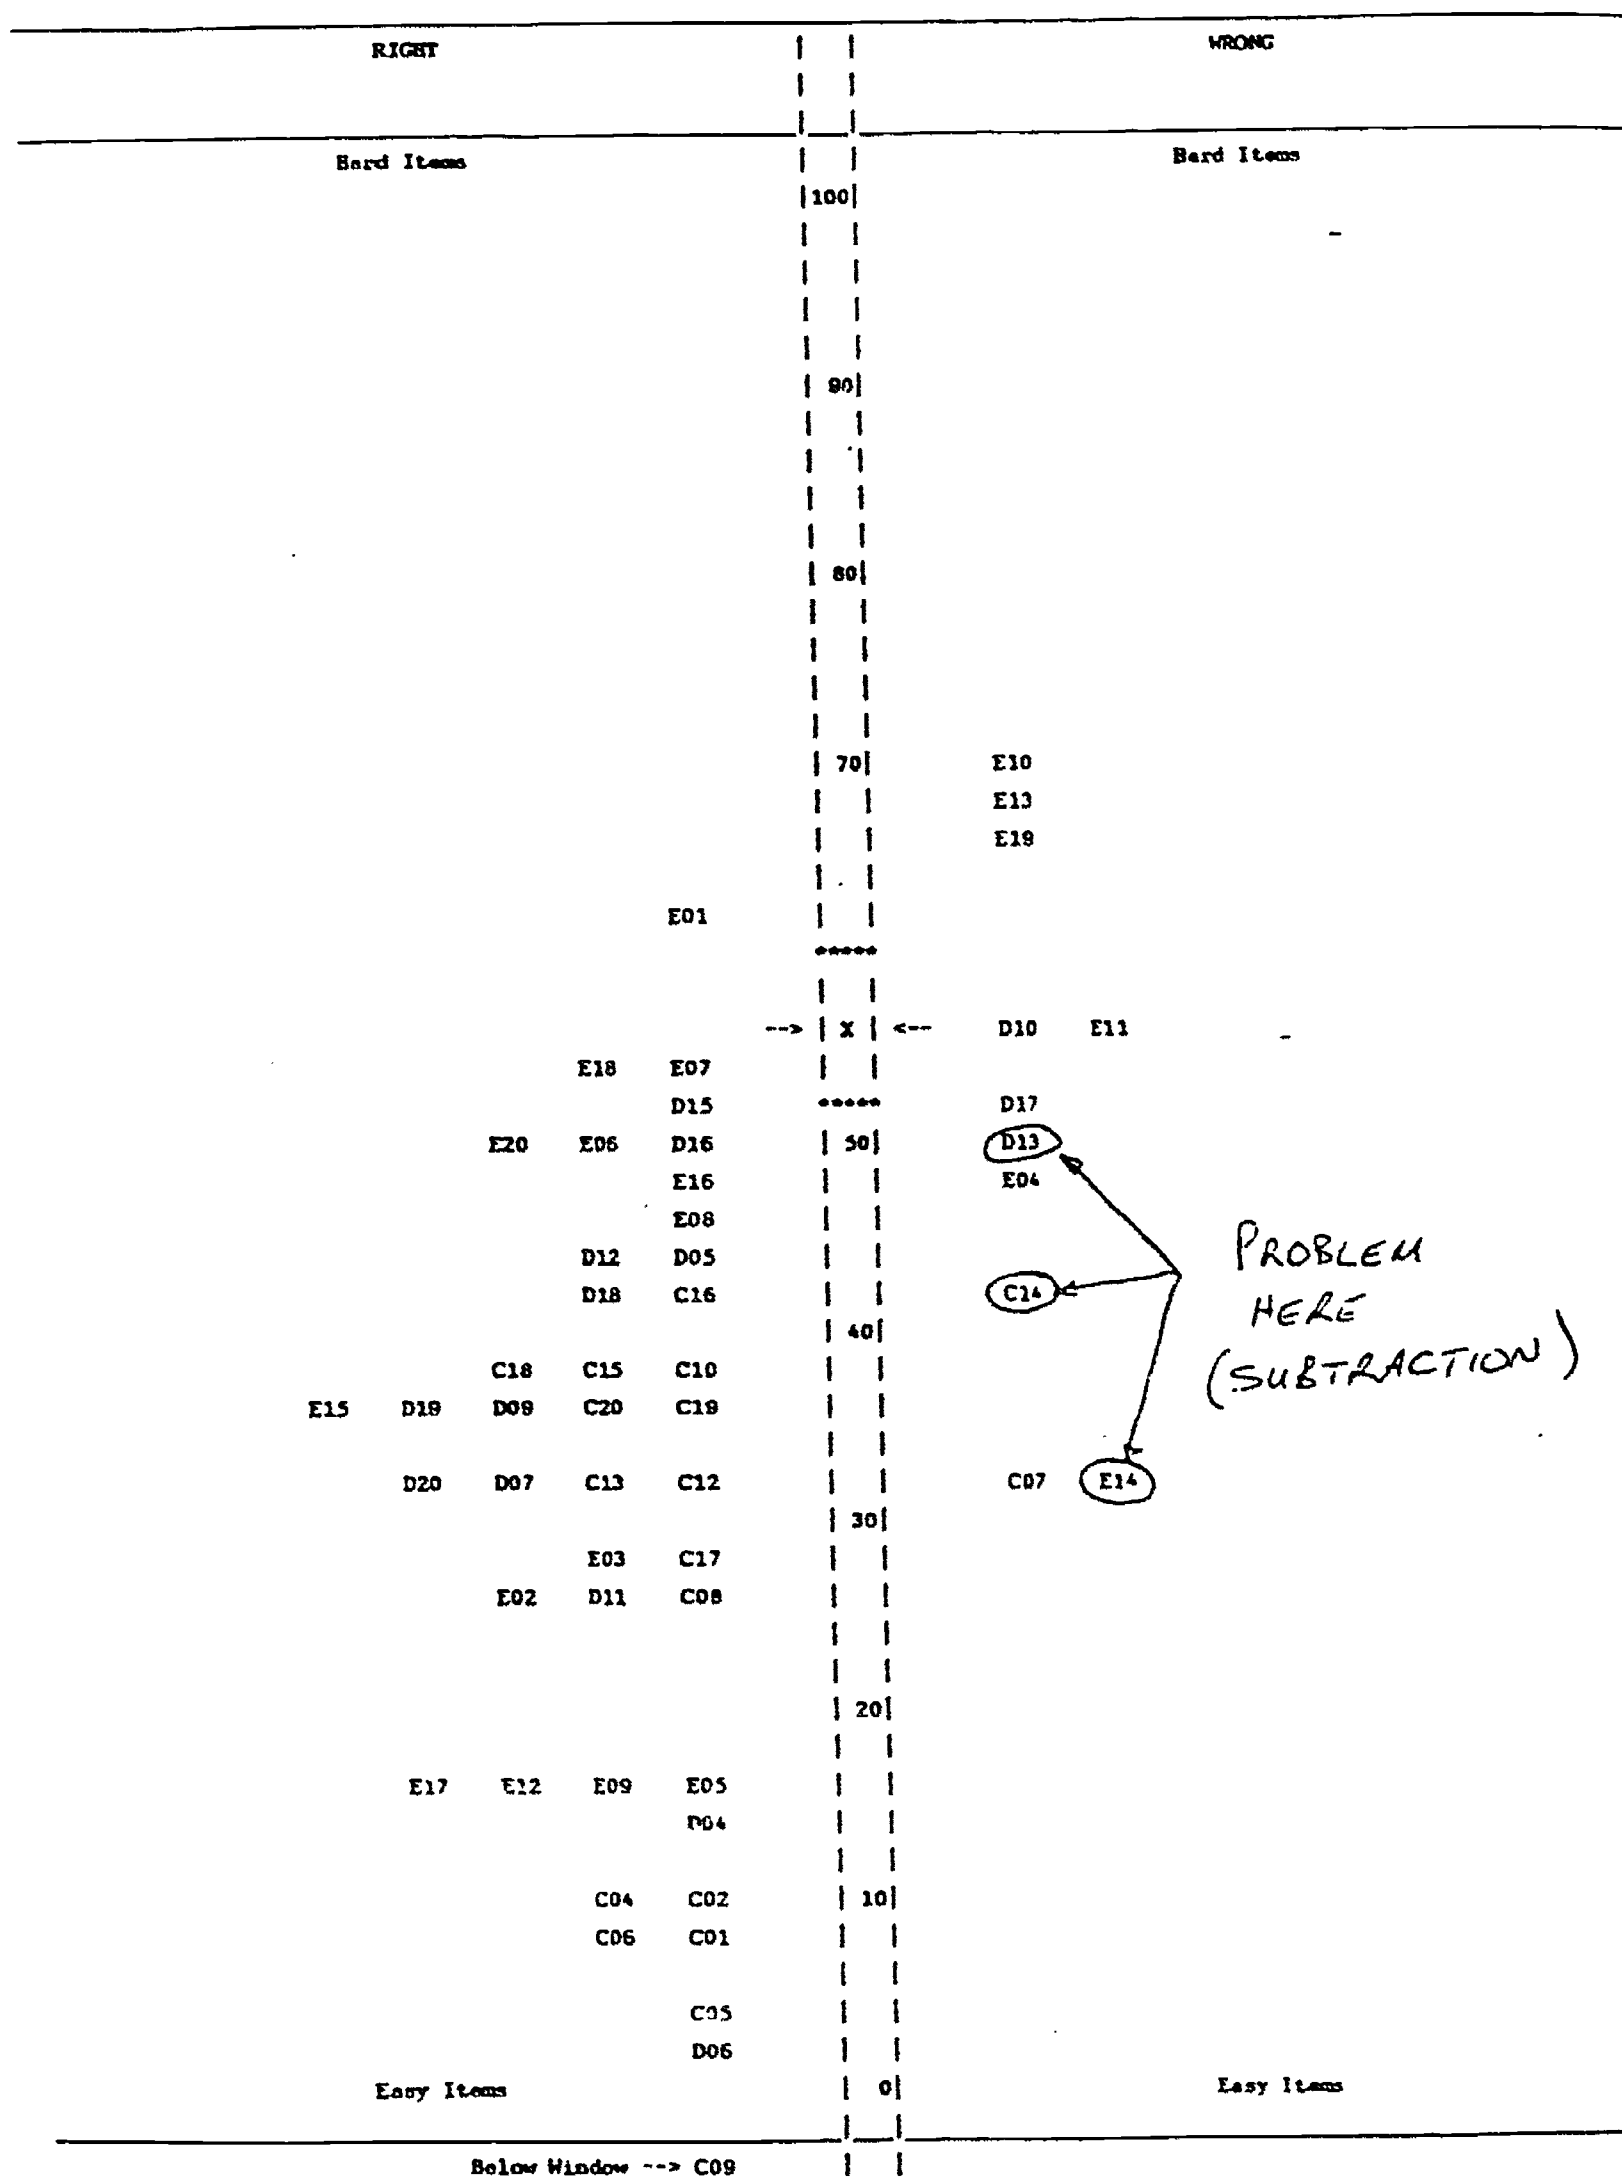 RIGHT WRONG
Hard Items Hard Items
100
90
80
70 E10
E13
E19
E01
*****
--> X <-- D10 E11
E18 E07
D15 ***** D17
E20 E06 D16 50 D13
E16 E04
E08
D12 D05
D18 C16 C14
40
C18 C15 C10
E15 D19 D09 C20 C19
D20 D07 C13 C12 C07 E14
30
E03 C17
E02 D11 C08
20
E17 E12 E09 E05
D04
C04 C02 10
C06 C01
C05
D06
Easy Items 0 Easy Items
Below Window --> C09
PROBLEM
HERE
(SUBTRACTION)